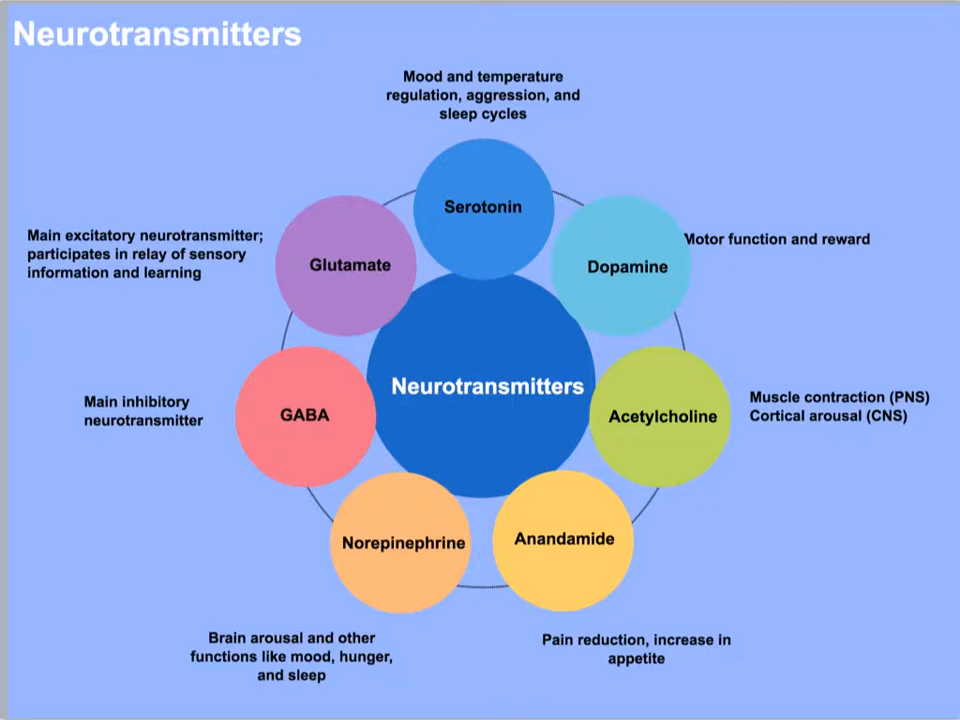 Neurotransmitters
Mood and temperature
regulation, aggression, and
sleep cycles
Serotonin
Main excitatory neurotransmitter;
participates in relay of sensory
information and learning
Glutamate
Dopamine
Motor function and reward
Neurotransmitters
Main inhibitory
neurotransmitter
GABA
Acetylcholine
Muscle contraction (PNS)
Cortical arousal (CNS)
Norepinephrine
Anandamide
Brain arousal and other
functions like mood, hunger,
and sleep
Pain reduction, increase in
appetite